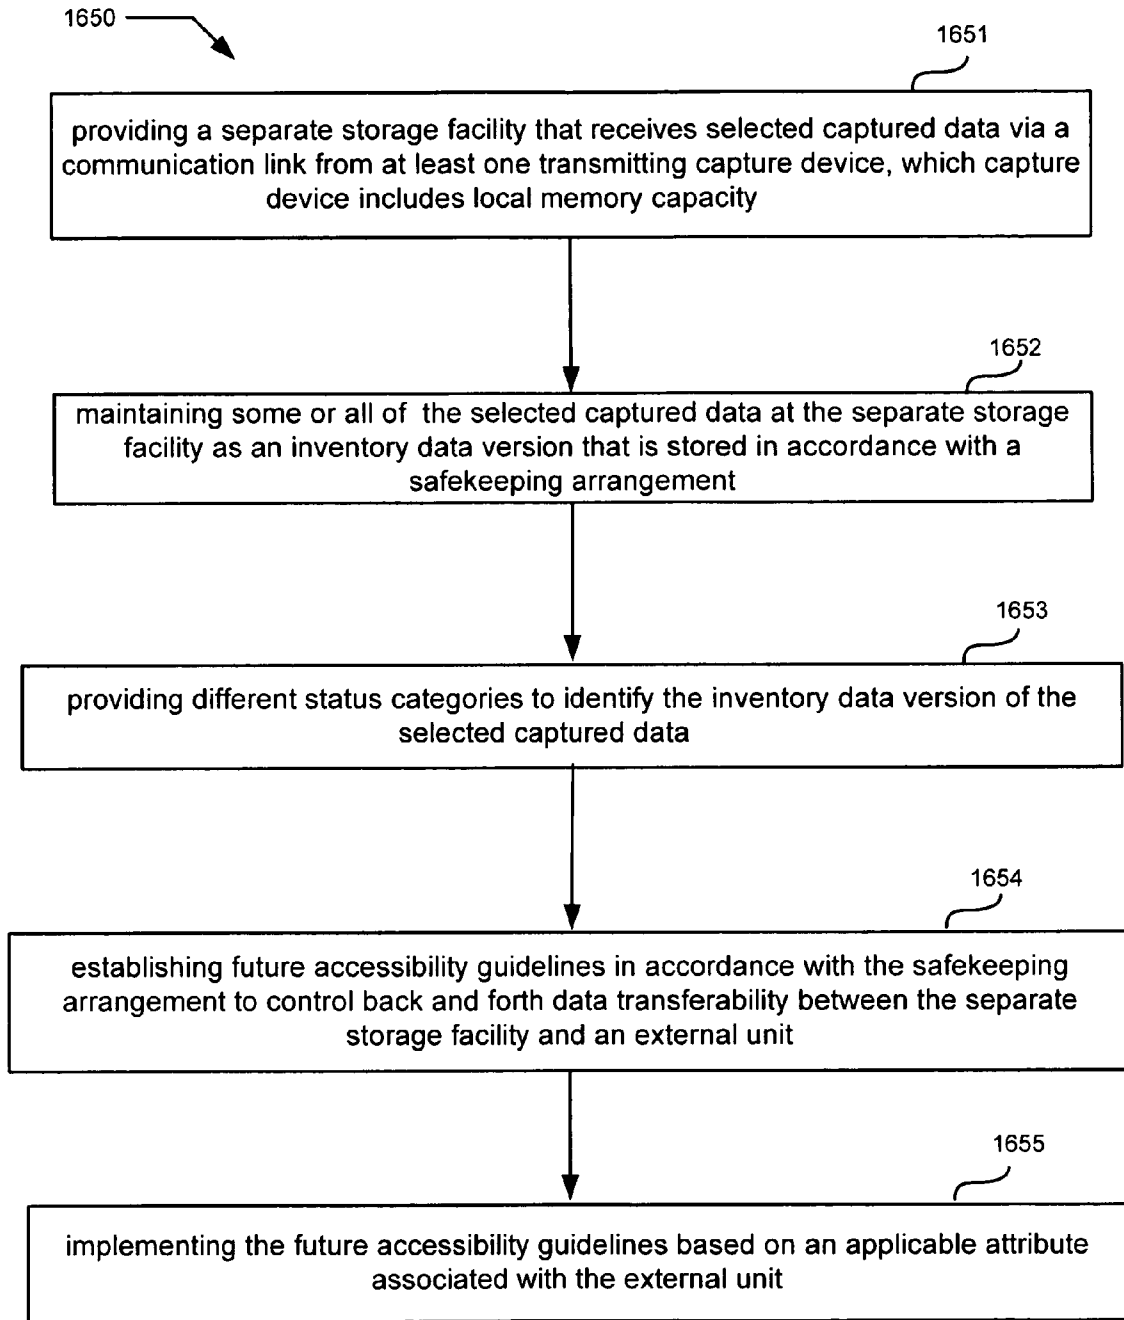 1650
1651
providing a separate storage facility that receives selected captured data via a
communication link from at least one transmitting capture device, which capture
device includes local memory capacity
1652
maintaining some or all of the selected captured data at the separate storage
facility as an inventory data version that is stored in accordance with a
safekeeping arrangement
1653
providing different status categories to identify the inventory data version of the
selected captured data
1654
establishing future accessibility guidelines in accordance with the safekeeping
arrangement to control back and forth data transferability between the separate
storage facility and an external unit
1655
implementing the future accessibility guidelines based on an applicable attribute
associated with the external unit